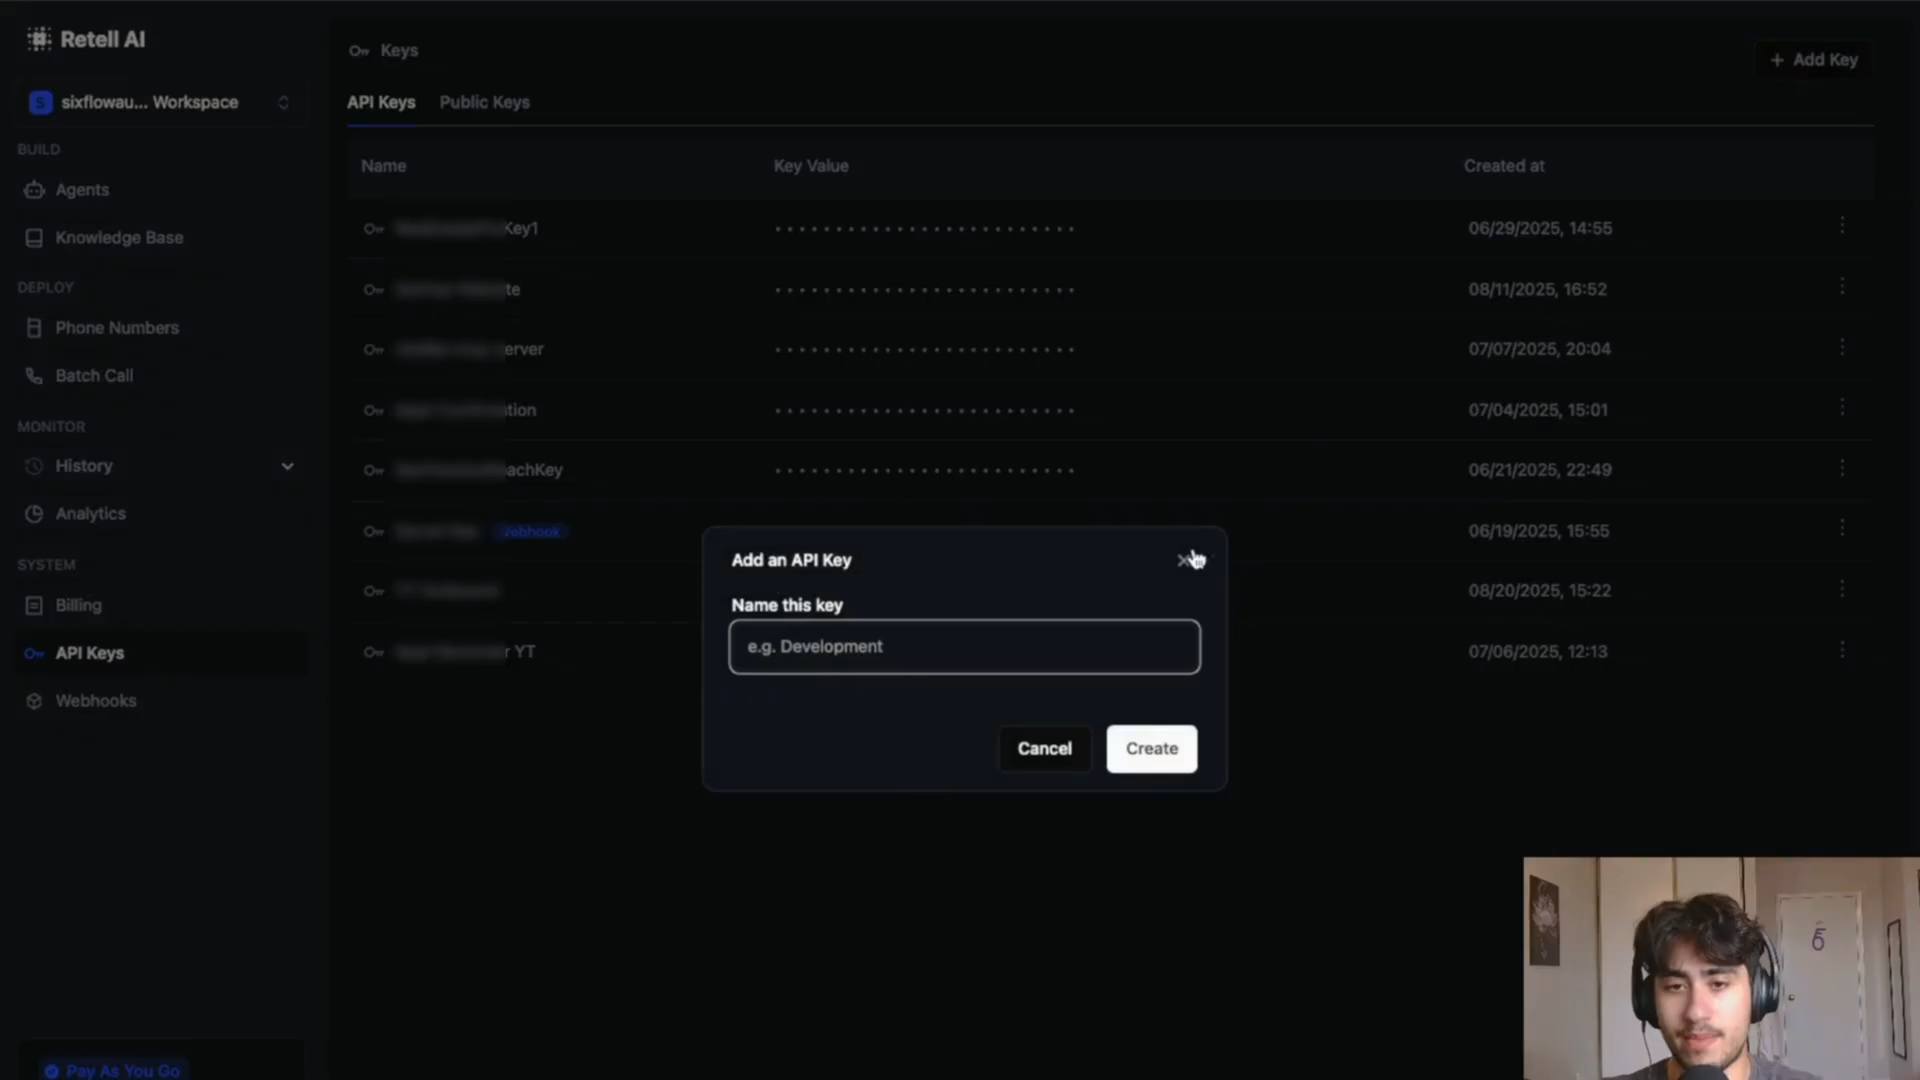 Retell AI
S sixflowau... Workspace
BUILD
Agents
Knowledge Base
DEPLOY
Phone Numbers
Batch Call
MONITOR
History
Analytics
SYSTEM
Billing
API Keys
Webhooks
Pay As You Go
Keys
+ Add Key
API Keys Public Keys
Name Key Value Created at
Key1 ························· 06/29/2025, 14:55
te ························· 08/11/2025, 16:52
erver ························· 07/07/2025, 20:04
tion ························· 07/04/2025, 15:01
achKey ························· 06/21/2025, 22:49
Webhook 06/19/2025, 15:55
08/20/2025, 15:22
r YT 07/06/2025, 12:13
Add an API Key
Name this key
e.g. Development
Cancel Create
6